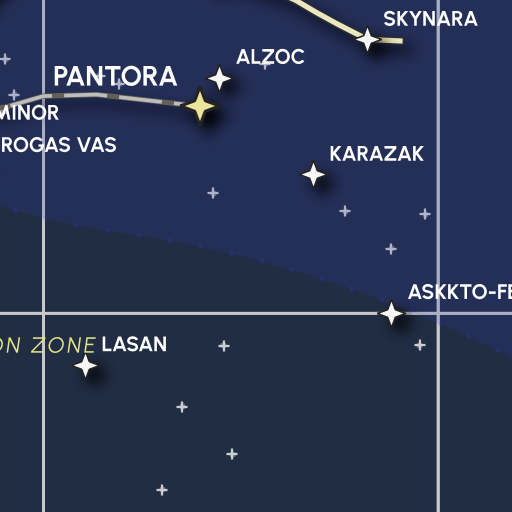 SKYNARA
ALZOC
PANTORA
MINOR
ROGAS VAS
KARAZAK
ASKKTO-FE
ON ZONE
LASAN